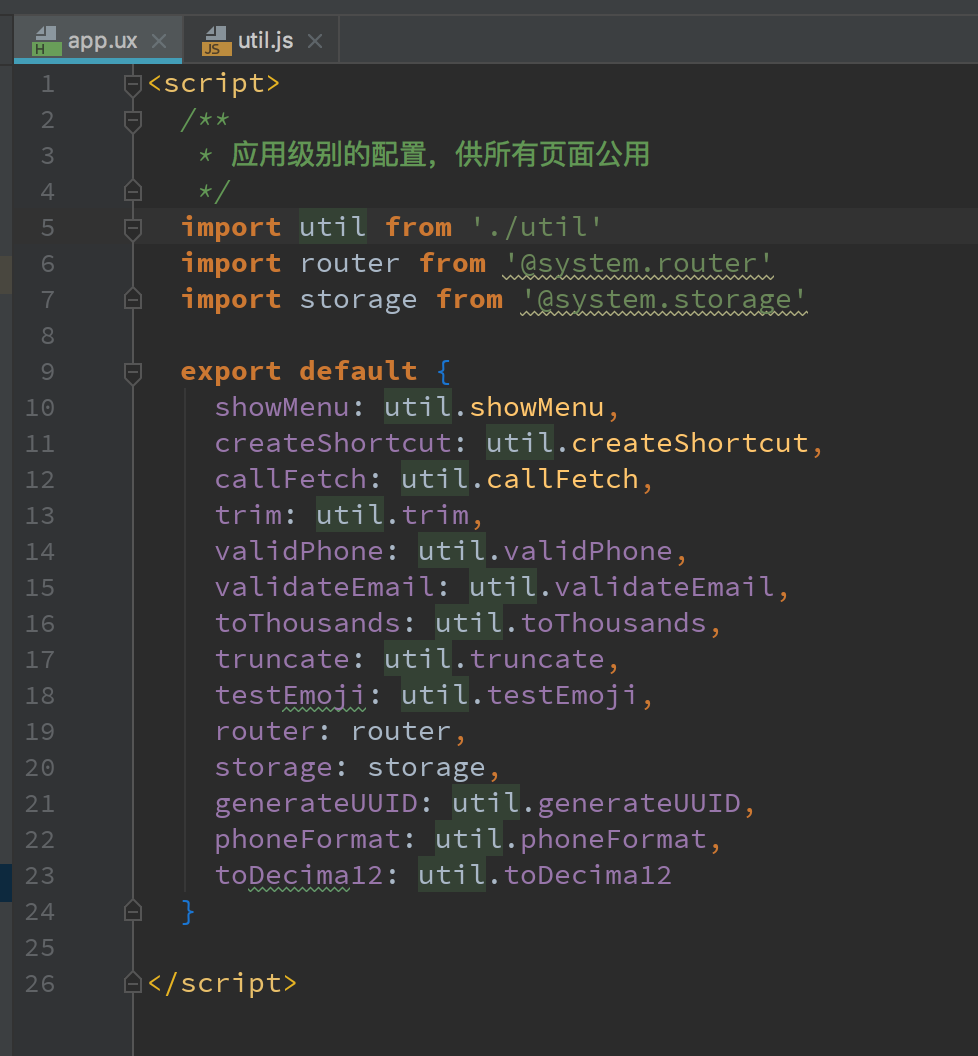 app.ux
util.js
1 <script>
2 /**
3 * 应用级别的配置，供所有页面公用
4 */
5 import util from './util'
6 import router from '@system.router'
7 import storage from '@system.storage'
8
9 export default {
10 showMenu: util.showMenu,
11 createShortcut: util.createShortcut,
12 callFetch: util.callFetch,
13 trim: util.trim,
14 validPhone: util.validPhone,
15 validateEmail: util.validateEmail,
16 toThousands: util.toThousands,
17 truncate: util.truncate,
18 testEmoji: util.testEmoji,
19 router: router,
20 storage: storage,
21 generateUUID: util.generateUUID,
22 phoneFormat: util.phoneFormat,
23 toDecima12: util.toDecima12
24 }
25
26 </script>